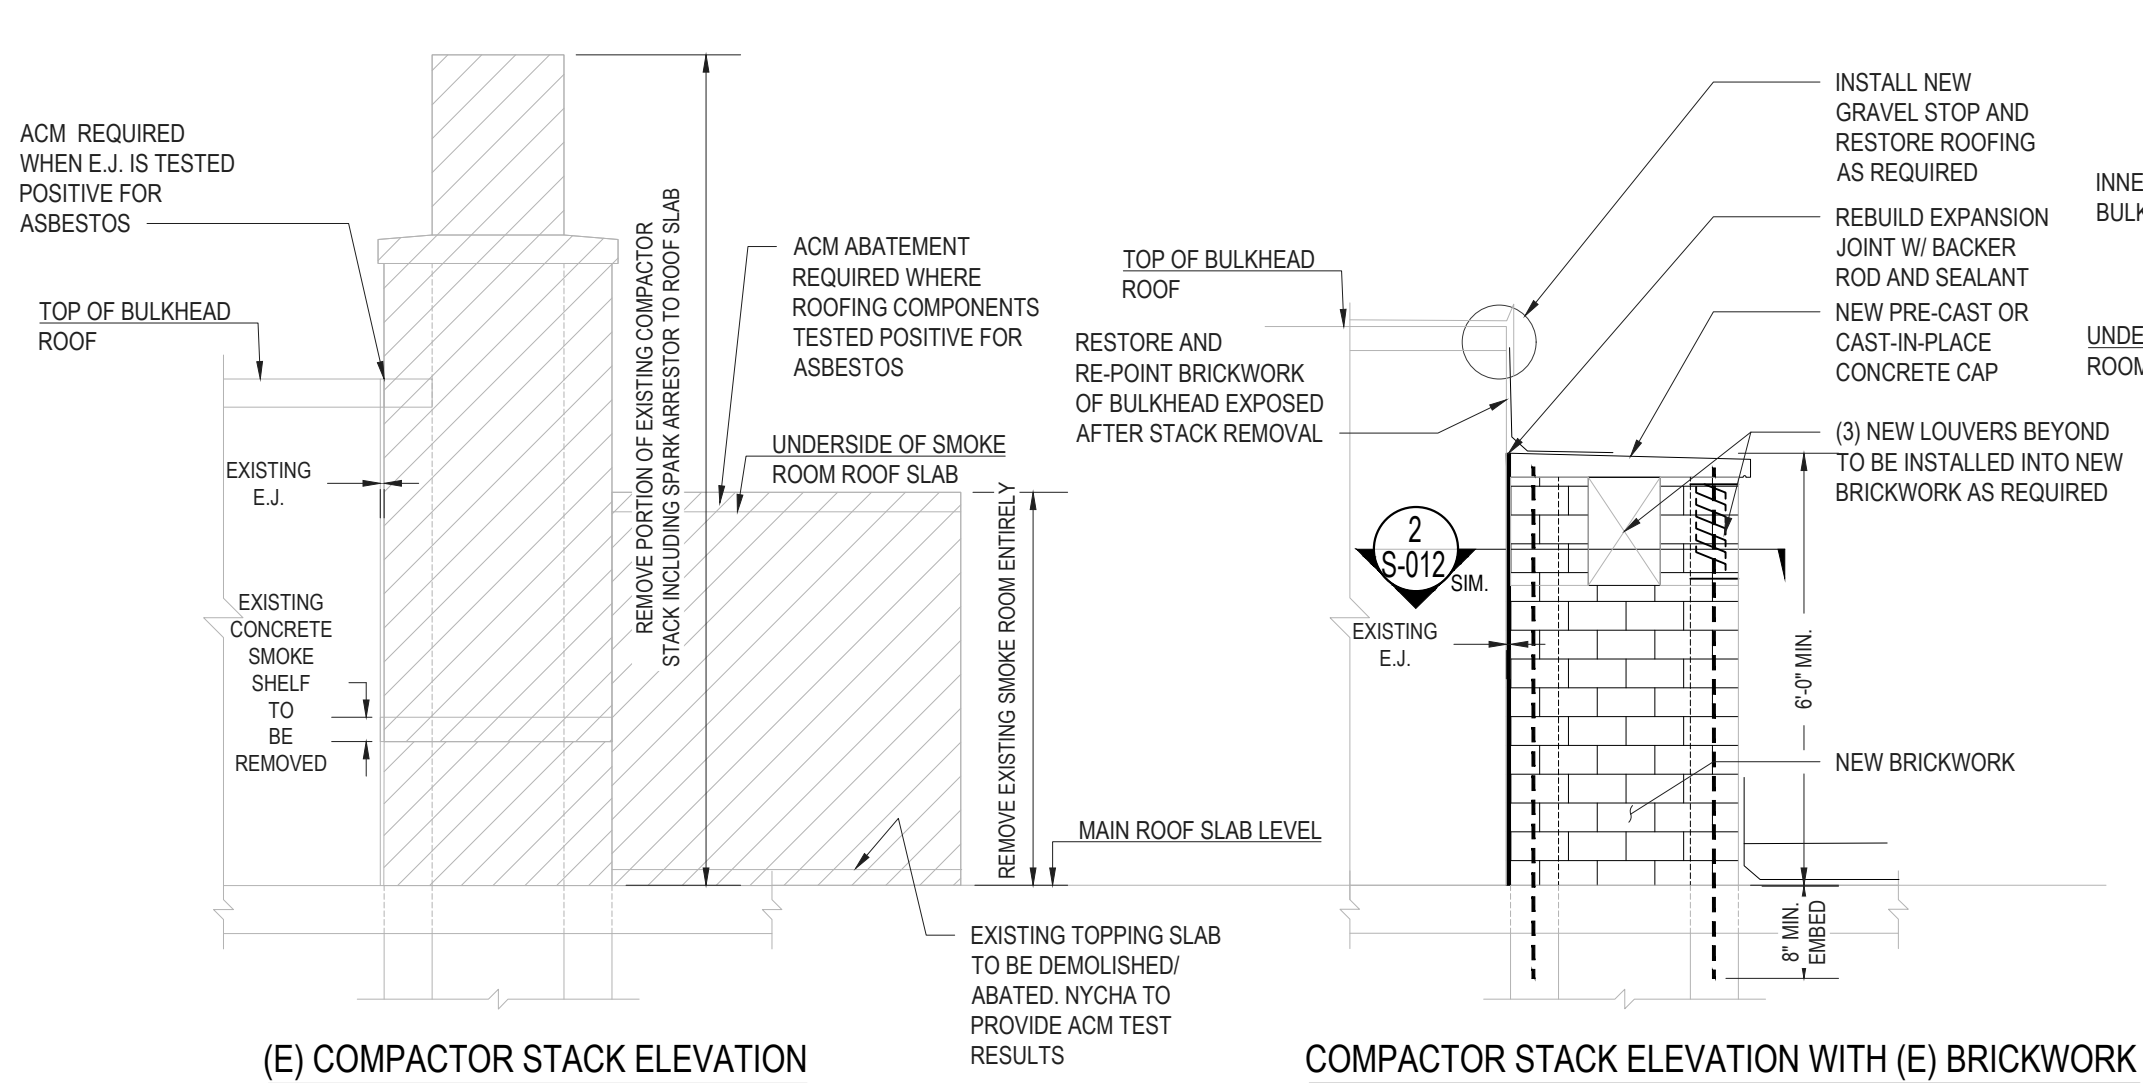 ACM REQUIRED
WHEN E.J. IS TESTED
POSITIVE FOR
ASBESTOS
TOP OF BULKHEAD
ROOF
EXISTING
E.J.
EXISTING
CONCRETE
SMOKE
SHELF
TO
BE
REMOVED
REMOVE PORTION OF EXISTING COMPACTOR
STACK INCLUDING SPARK ARRESTOR TO ROOF SLAB
ACM ABATEMENT
REQUIRED WHERE
ROOFING COMPONENTS
TESTED POSITIVE FOR
ASBESTOS
UNDERSIDE OF SMOKE
ROOM ROOF SLAB
REMOVE EXISTING SMOKE ROOM ENTIRELY
MAIN ROOF SLAB LEVEL
EXISTING TOPPING SLAB
TO BE DEMOLISHED/
ABATED. NYCHA TO
PROVIDE ACM TEST
RESULTS
(E) COMPACTOR STACK ELEVATION
TOP OF BULKHEAD
ROOF
RESTORE AND
RE-POINT BRICKWORK
OF BULKHEAD EXPOSED
AFTER STACK REMOVAL
2
S-012
SIM.
EXISTING
E.J.
INSTALL NEW
GRAVEL STOP AND
RESTORE ROOFING
AS REQUIRED
REBUILD EXPANSION
JOINT W/ BACKER
ROD AND SEALANT
NEW PRE-CAST OR
CAST-IN-PLACE
CONCRETE CAP
(3) NEW LOUVERS BEYOND
TO BE INSTALLED INTO NEW
BRICKWORK AS REQUIRED
6'-0" MIN.
NEW BRICKWORK
8" MIN.
EMBED
COMPACTOR STACK ELEVATION WITH (E) BRICKWORK
INNE
BULK
UNDE
ROOM